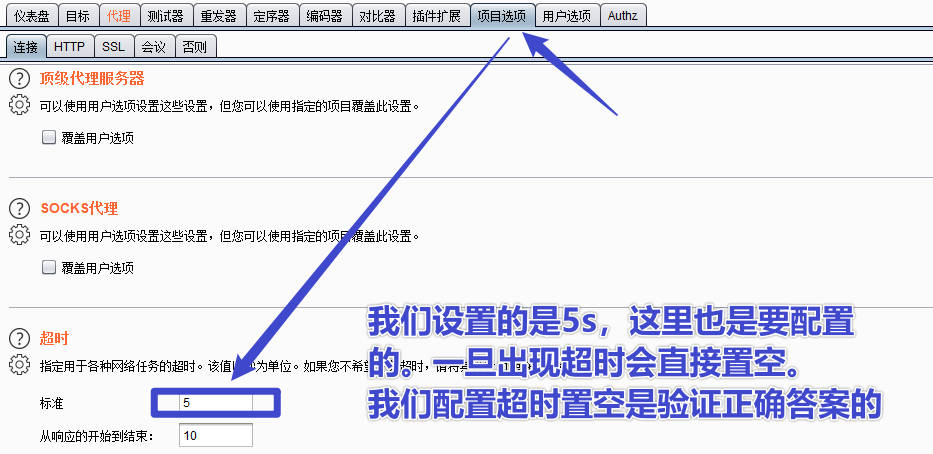 仪表盘 目标 代理 测试器 重发器 定序器 编码器 对比器 插件扩展 项目选项 用户选项 Authz
连接 HTTP SSL 会议 否则
? 顶级代理服务器
可以使用用户选项设置这些设置，但您可以使用指定的项目覆盖此设置。
覆盖用户选项
? SOCKS代理
可以使用用户选项设置这些设置，但您可以使用指定的项目覆盖此设置。
覆盖用户选项
? 超时
指定用于各种网络任务的超时。该值以 为单位。如果您不希望 超时，请将
标准 5
从响应的开始到结束： 10
我们设置的是5s，这里也是要配置
的。一旦出现超时会直接置空。
我们配置超时置空是验证正确答案的